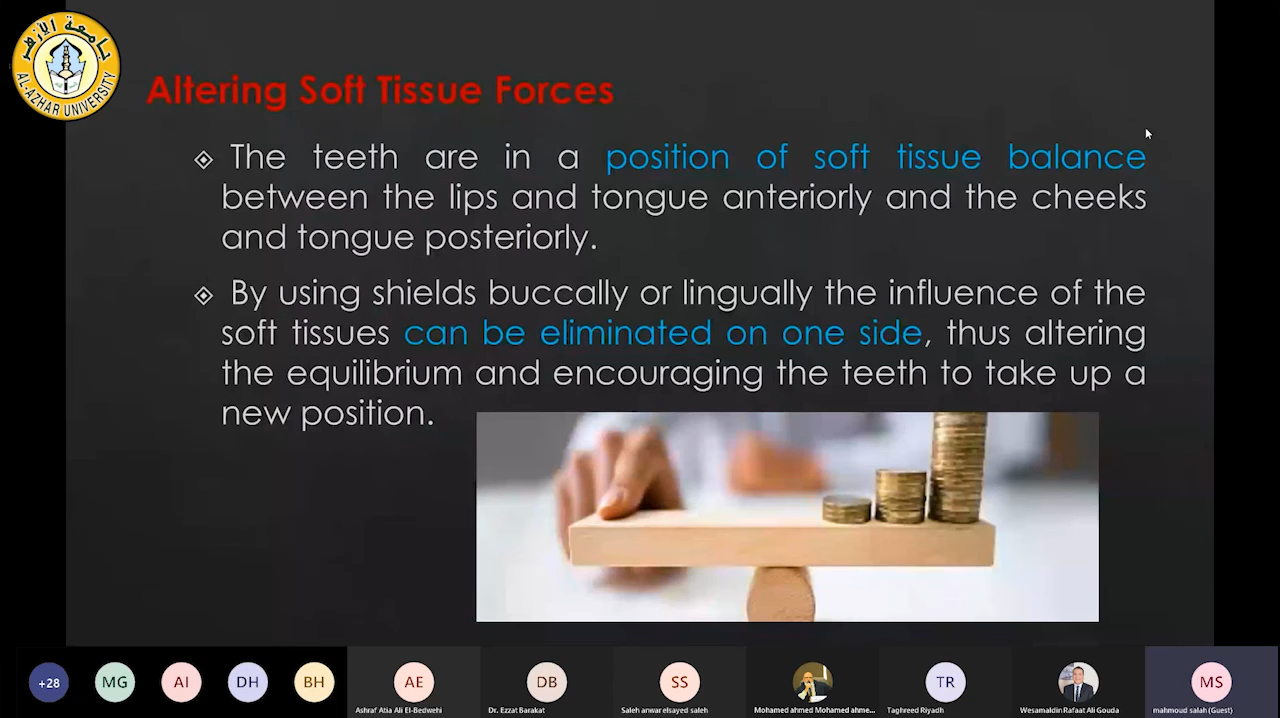 جامعة الأزهر
AL-AZHAR UNIVERSITY
Altering Soft Tissue Forces
The teeth are in a position of soft tissue balance
between the lips and tongue anteriorly and the cheeks
and tongue posteriorly.
By using shields buccally or lingually the influence of the
soft tissues can be eliminated on one side, thus altering
the equilibrium and encouraging the teeth to take up a
new position.
+28
MG
AI
DH
BH
AE
DB
SS
TR
MS
Ashraf Atia Ali El-Bedwehi
Dr. Ezzat Barakat
Saleh anwar elsayed saleh
Mohamed ahmed Mohamed ahme...
Taghreed Riyadh
Wesamaldin Rafaat Ali Gouda
mahmoud salah (Guest)